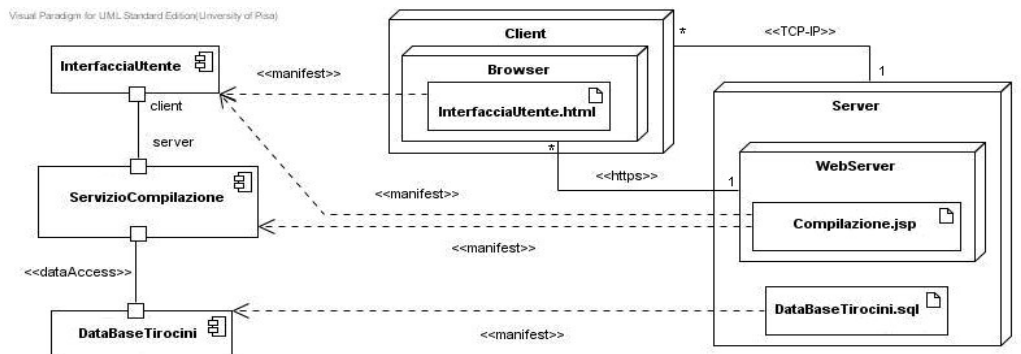 Visual Paradigm for UML Standard Edition(University of Pisa)
Client
<<TCP-IP>>
*
1
InterfacciaUtente
<<manifest>>
Browser
InterfacciaUtente.html
client
server
Server
*
<<https>>
1
WebServer
ServizioCompilazione
<<manifest>>
Compilazione.jsp
<<manifest>>
<<dataAccess>>
DataBaseTirocini
<<manifest>>
DataBaseTirocini.sql